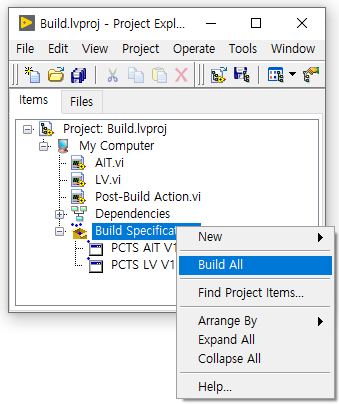 Build.lvproj - Project Expl...
File Edit View Project Operate Tools Window
Items Files
Project: Build.lvproj
My Computer
AIT.vi
LV.vi
Post-Build Action.vi
Dependencies
Build Specificat
PCTS AIT V1
PCTS LV V1
New
Build All
Find Project Items...
Arrange By
Expand All
Collapse All
Help...